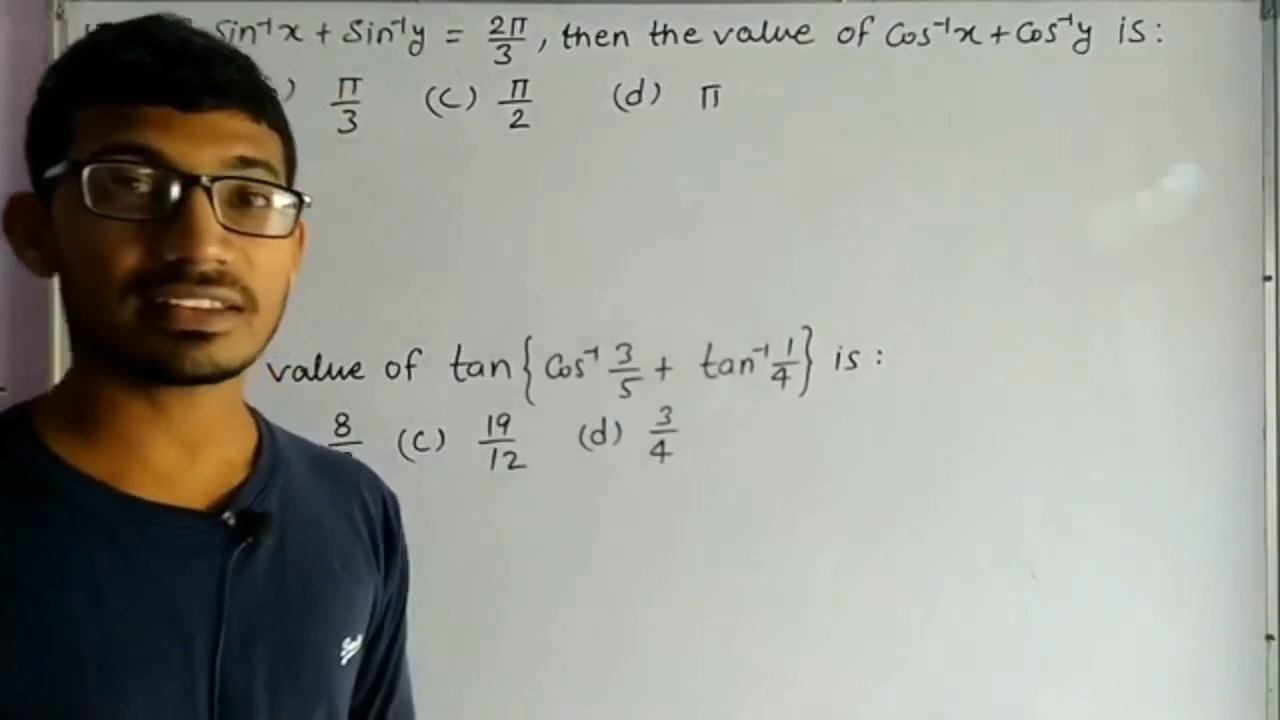 Sin⁻¹x + Sin⁻¹y = 2π/3, then the value of Cos⁻¹x + Cos⁻¹y is:
) π/3 (c) π/2 (d) π
value of tan{Cos⁻¹ 3/5 + tan⁻¹ 1/4} is:
8 (c) 19/12 (d) 3/4